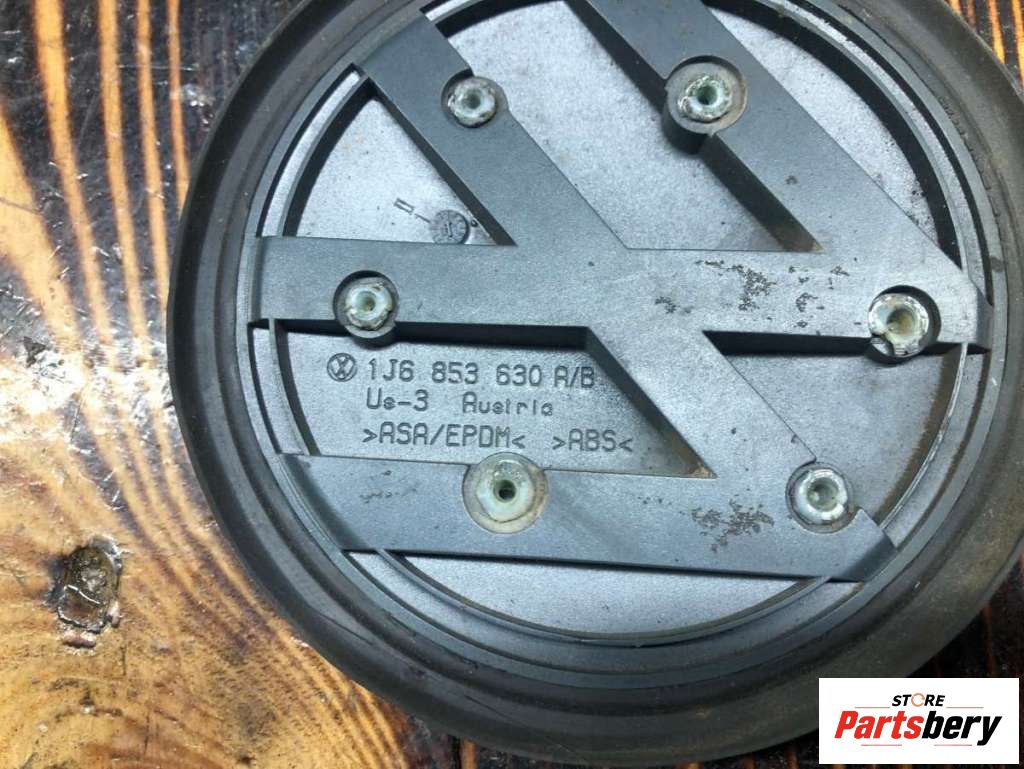 1J6 853 630 A/B
Us-3 Austria
>ASA/EPDM< >ABS<
STORE
Partsbery